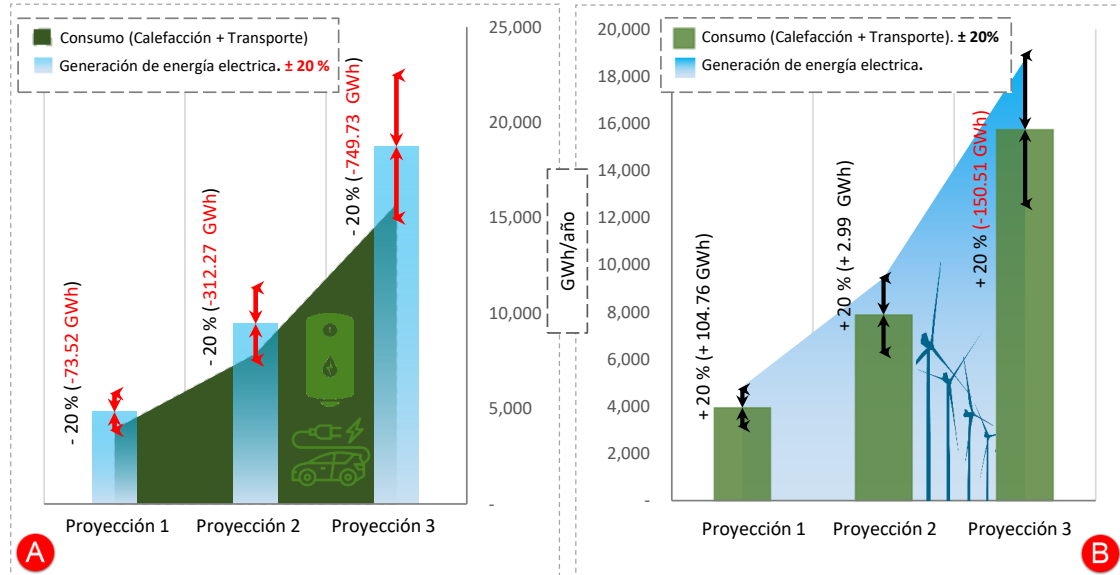 Consumo (Calefacción + Transporte)
Generación de energía electrica. ± 20 %
- 20 % (-73.52 GWh)
- 20 % (-312.27 GWh)
- 20 % (-749.73 GWh)
25,000
20,000
15,000
10,000
5,000
-
Proyección 1
Proyección 2
Proyección 3
A
GWh/año
Consumo (Calefacción + Transporte). ± 20%
Generación de energía electrica.
20,000
18,000
16,000
14,000
12,000
10,000
8,000
6,000
4,000
2,000
-
+ 20 % (+ 104.76 GWh)
+ 20 % (+ 2.99 GWh)
+ 20 % (-150.51 GWh)
Proyección 1
Proyección 2
Proyección 3
B